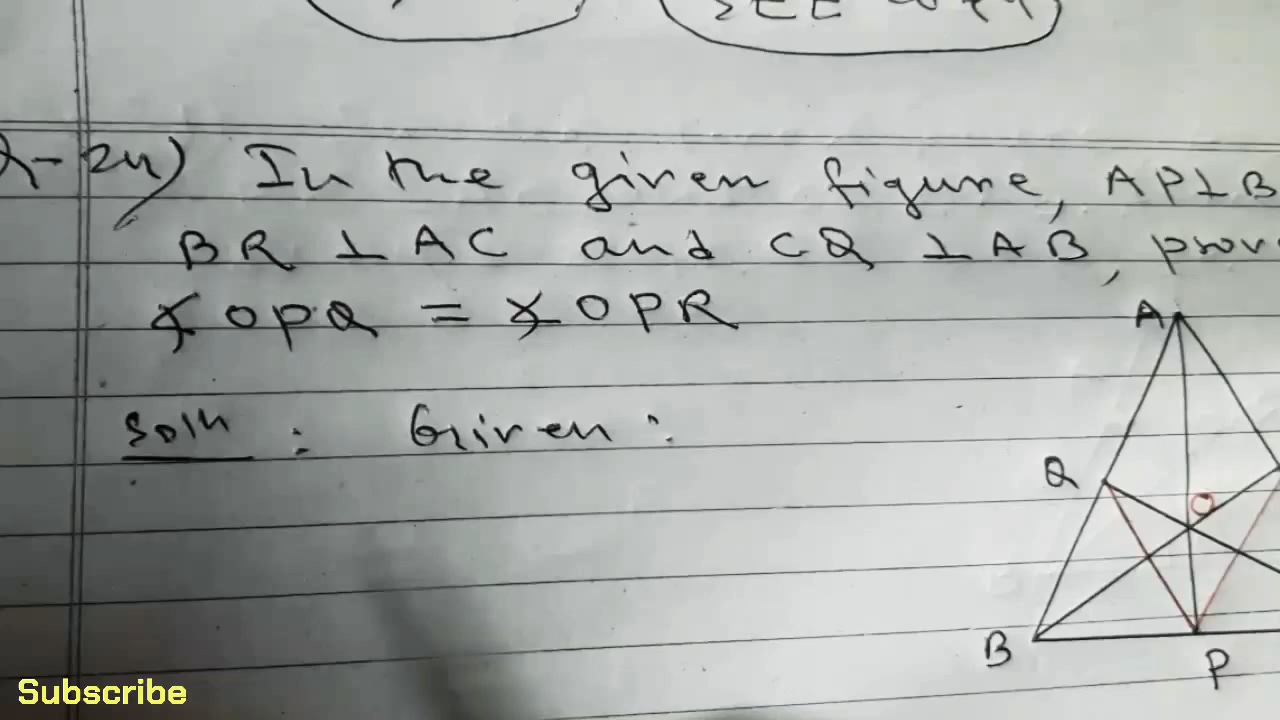 In the given figure, AP⊥B
BR ⊥ AC and CQ ⊥ AB, prov
∡OPQ = ∡OPR
A
Soln : Given :
Q
O
B
P
Subscribe